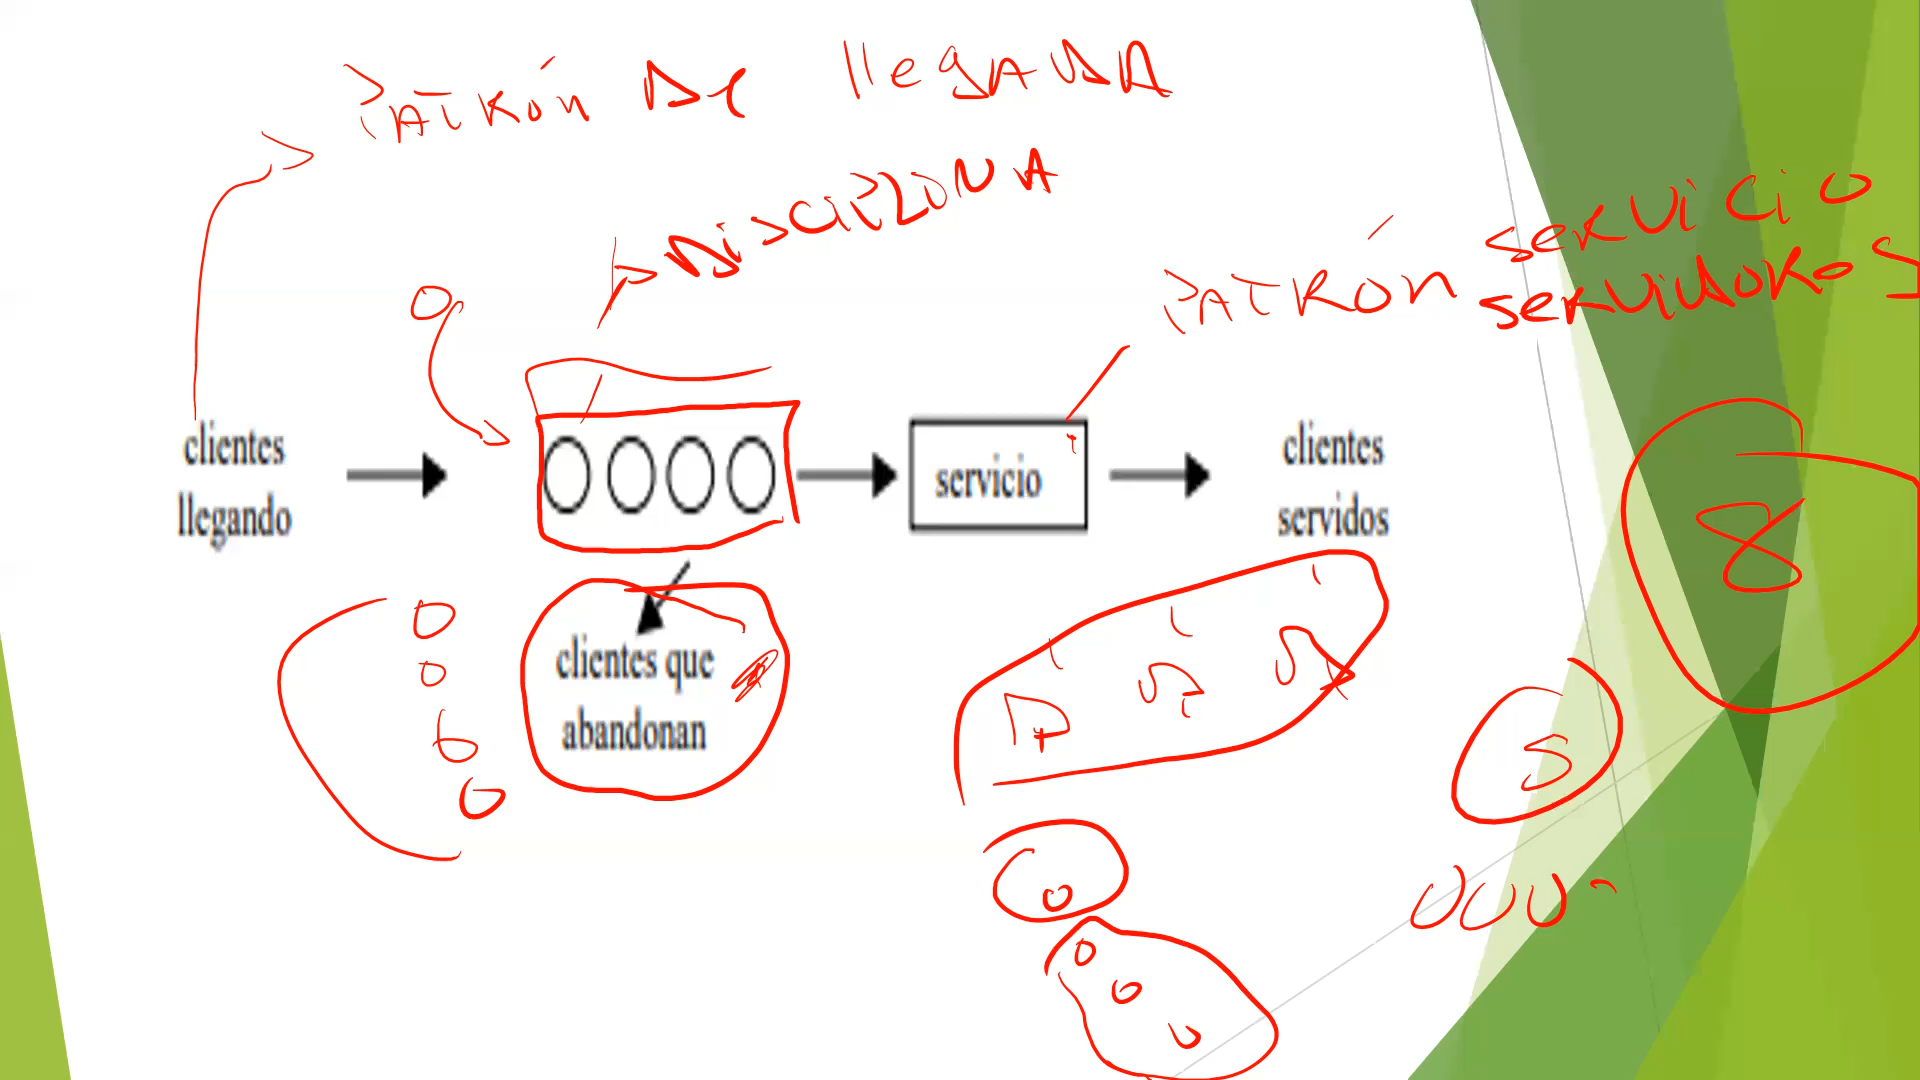 PATRÓN DE llegADA
DISCIPLINA
PATRÓN servicio
servidores
clientes
llegando
servicio
clientes
servidos
clientes que
abandonan
8
S